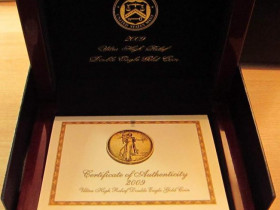 2009
Ultra High Relief
Double Eagle Gold Coin
Certificate of Authenticity
2009
Ultra High Relief Double Eagle Gold Coin